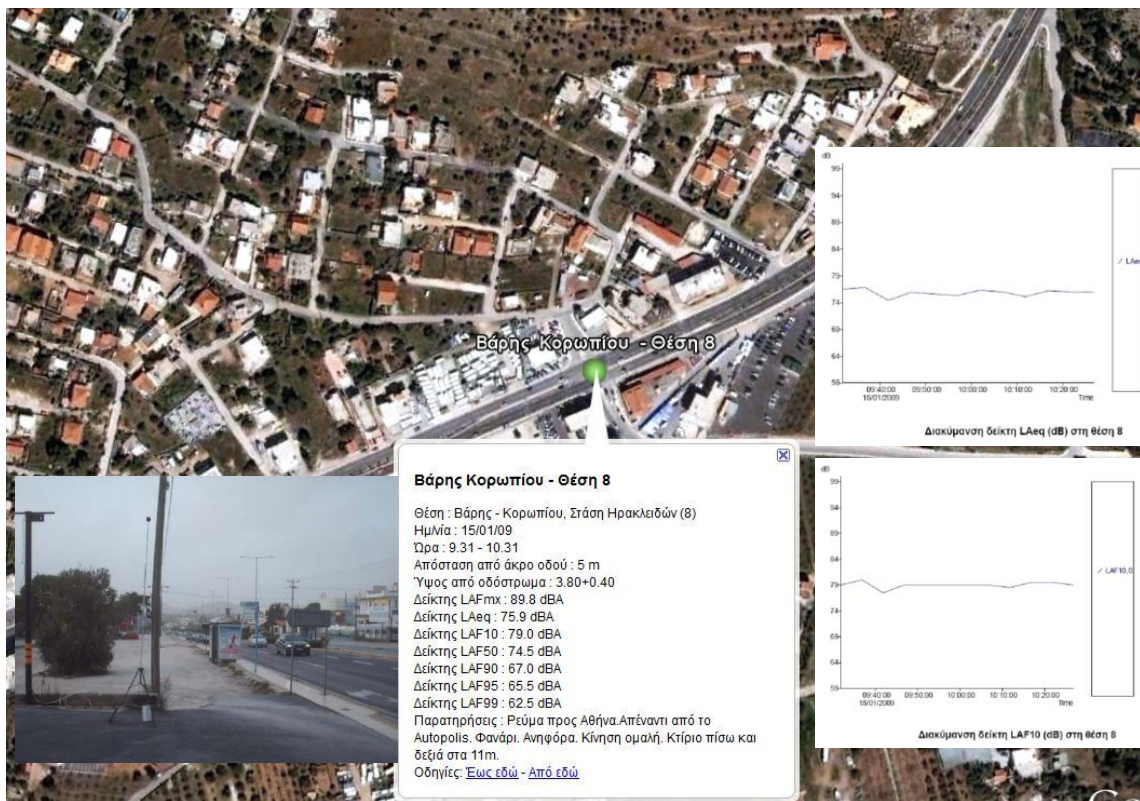 Βάρης Κορωπίου - Θέση 8
Βάρης Κορωπίου - Θέση 8
Θέση : Βάρης - Κορωπίου, Στάση Ηρακλειδών (8)
Ημ/νία : 15/01/09
Ώρα : 9.31 - 10.31
Απόσταση από άκρο οδού : 5 m
Ύψος από οδόστρωμα : 3.80+0.40
Δείκτης LAFmx : 89.8 dBA
Δείκτης LAeq : 75.9 dBA
Δείκτης LAF10 : 79.0 dBA
Δείκτης LAF50 : 74.5 dBA
Δείκτης LAF90 : 67.0 dBA
Δείκτης LAF95 : 65.5 dBA
Δείκτης LAF99 : 62.5 dBA
Παρατηρήσεις : Ρεύμα προς Αθήνα.Απέναντι από το
Autopolis. Φανάρι. Ανηφόρα. Κίνηση ομαλή. Κτίριο πίσω και
δεξιά στα 11m.
Οδηγίες: Έως εδώ - Από εδώ
dB
99
94
89
84
79
74
69
64
59
09:40:00 09:50:00 10:00:00 10:10:00 10:20:00
15/01/2009 Time
/ LAeq
Διακύμανση δείκτη LAeq (dB) στη θέση 8
dB
99
94
89
84
79
74
69
64
59
09:40:00 09:50:00 10:00:00 10:10:00 10:20:00
15/01/2009 Time
/ LAF10,0
Διακύμανση δείκτη LAF10 (dB) στη θέση 8